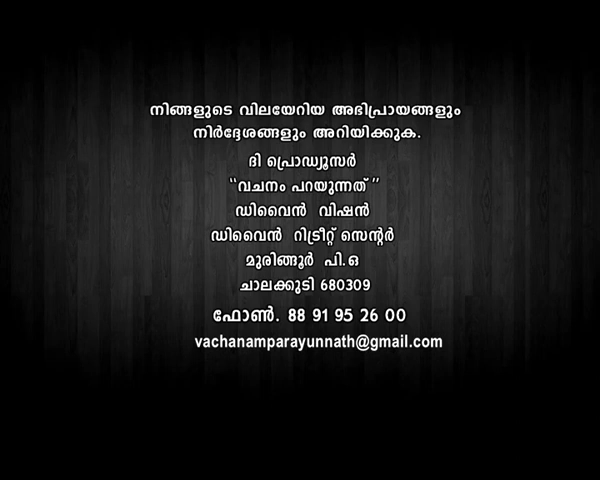 നിങ്ങളുടെ വിലയേറിയ അഭിപ്രായങ്ങളും
നിർദ്ദേശങ്ങളും അറിയിക്കുക.
ദി പ്രൊഡ്യൂസർ
“വചനം പറയുന്നത്”
ഡിവൈൻ വിഷൻ
ഡിവൈൻ റിട്രീറ്റ് സെന്റർ
മുരിങ്ങൂർ പി.ഒ
ചാലക്കുടി 680309
ഫോൺ. 88 91 95 26 00
vachanamparayunnath@gmail.com